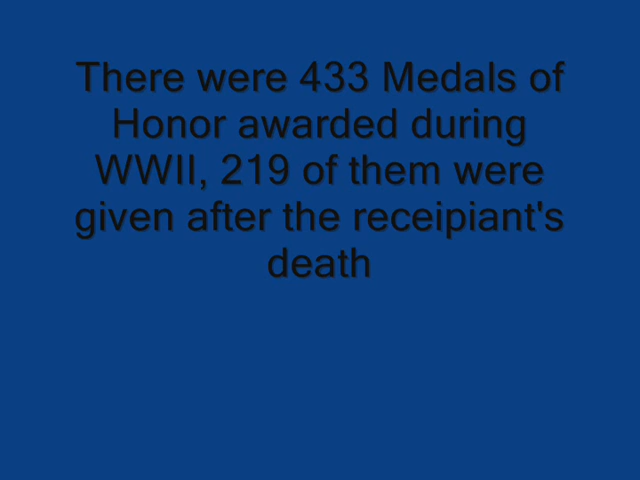 There were 433 Medals of
Honor awarded during
WWII, 219 of them were
given after the receipiant's
death